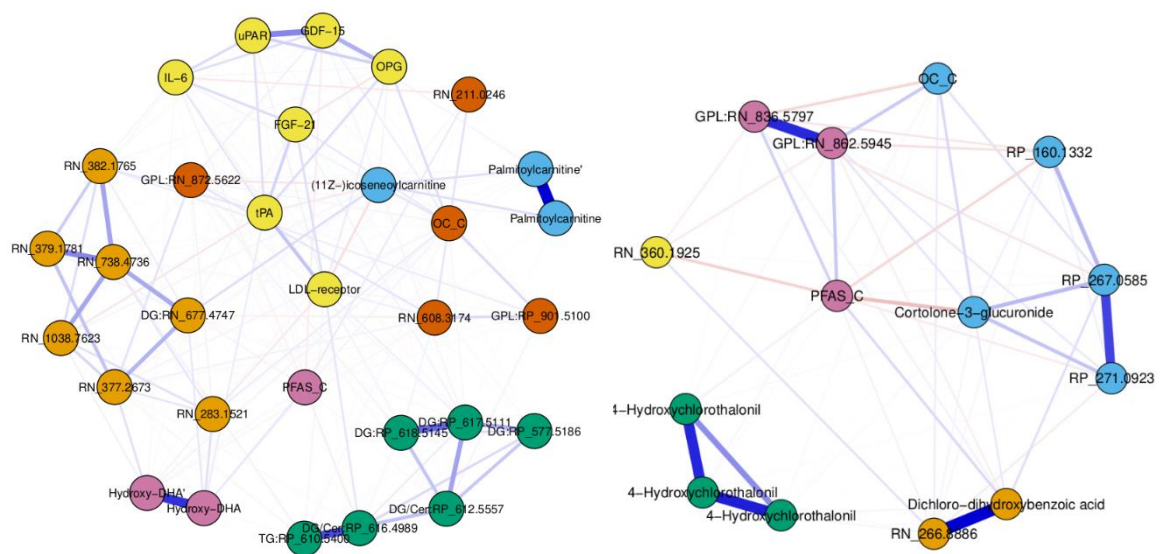 uPAR
GDF-15
OPG
IL-6
RN_211.0246
FGF-21
RN_382.1765
GPL:RN_872.5622
(11Z-)icoseneoylcarnitine
Palmitoylcarnitine'
Palmitoylcarnitine
tPA
OC_C
RN_379.1781
RN_738.4736
LDL-receptor
DG:RN_677.4747
RN_608.3174
GPL:RP_901.5100
RN_1038.7623
RN_377.2673
PFAS_C
RN_283.1521
DG:RP_618.5145
DG:RP_617.5111
DG:RP_577.5186
Hydroxy-DHA'
Hydroxy-DHA
DG/Cer:RP_612.5557
DG/Cer:RP_616.4989
TG:RP_610.5400
OC_C
GPL:RN_836.5797
GPL:RN_862.5945
RP_160.1332
RN_360.1925
PFAS_C
RP_267.0585
Cortolone-3-glucuronide
RP_271.0923
4-Hydroxychlorothalonil
4-Hydroxychlorothalonil
4-Hydroxychlorothalonil
Dichloro-dihydroxybenzoic acid
RN_266.8886